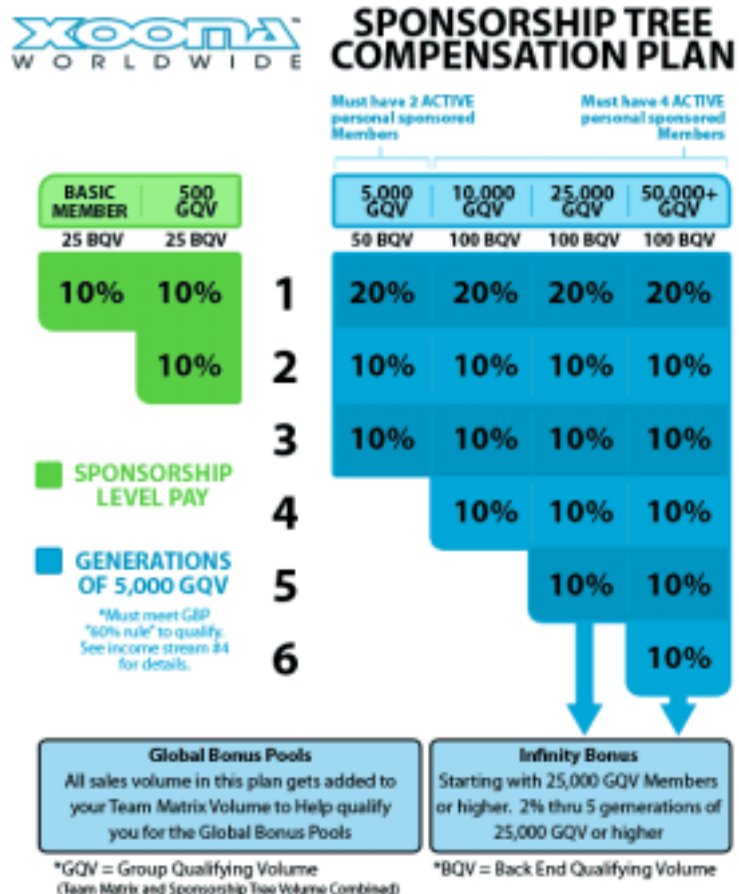 XOOMA
WORLDWIDE
SPONSORSHIP TREE
COMPENSATION PLAN
Must have 2 ACTIVE
personal sponsored
Members
Must have 4 ACTIVE
personal sponsored
Members
BASIC
MEMBER
500
GQV
5,000
GQV
10,000
GQV
25,000
GQV
50,000+
GQV
25 BQV 25 BQV 50 BQV 100 BQV 100 BQV 100 BQV
10% 10% 1 20% 20% 20% 20%
10% 2 10% 10% 10% 10%
3 10% 10% 10% 10%
4 10% 10% 10%
5 10% 10%
6 10%
SPONSORSHIP
LEVEL PAY
GENERATIONS
OF 5,000 GQV
*Must meet GBP
"60% rule" to qualify.
See income stream #4
for details.
Global Bonus Pools
All sales volume in this plan gets added to
your Team Matrix Volume to Help qualify
you for the Global Bonus Pools
Infinity Bonus
Starting with 25,000 GQV Members
or higher. 2% thru 5 gemerations of
25,000 GQV or higher
*GQV = Group Qualifying Volume
(Team Matrix and Sponsorship Tree Volume Combined)
*BQV = Back End Qualifying Volume